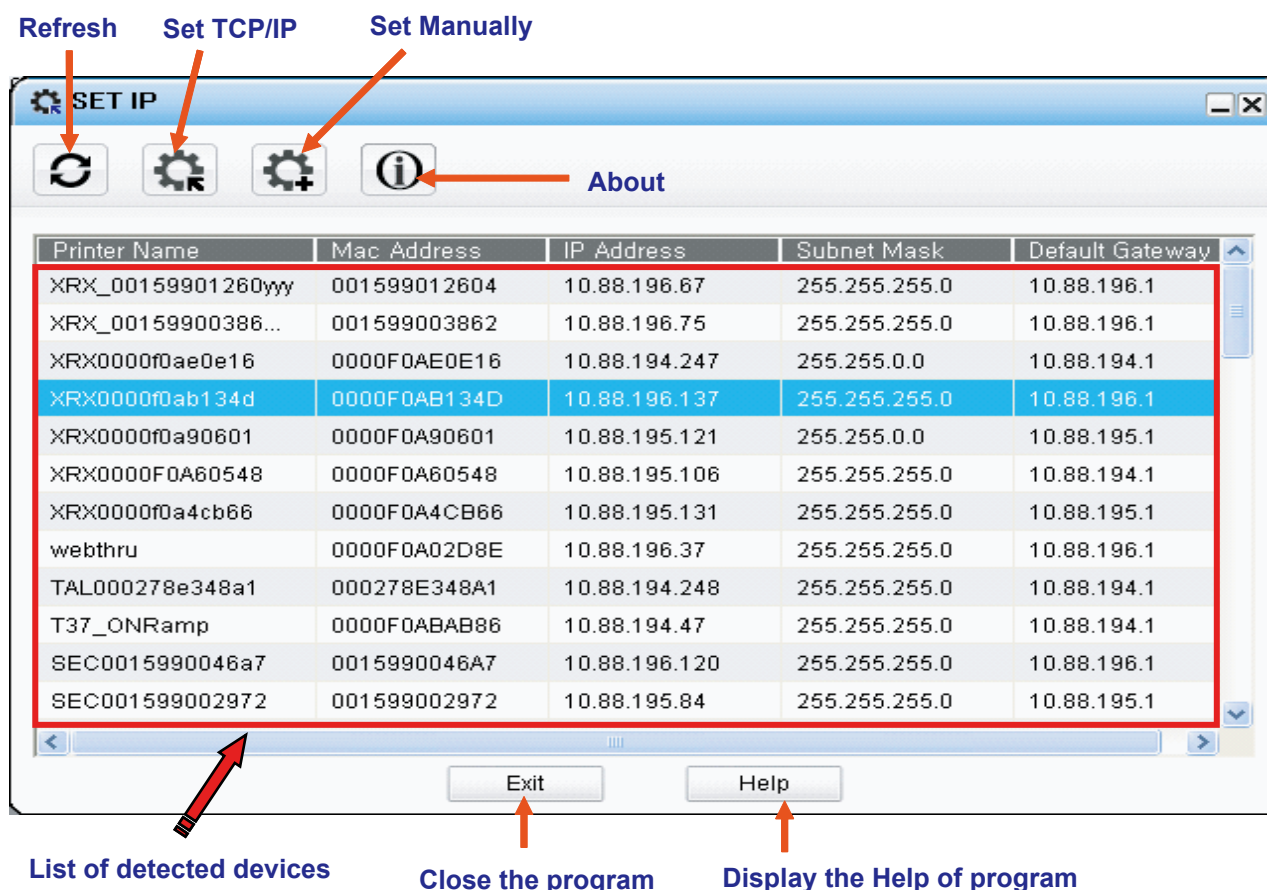 Refresh Set TCP/IP Set Manually
SET IP
About
Printer Name Mac Address IP Address Subnet Mask Default Gateway
XRX_00159901260yyy 001599012604 10.88.196.67 255.255.255.0 10.88.196.1
XRX_00159900386... 001599003862 10.88.196.75 255.255.255.0 10.88.196.1
XRX0000f0ae0e16 0000F0AE0E16 10.88.194.247 255.255.0.0 10.88.194.1
XRX0000f0ab134d 0000F0AB134D 10.88.196.137 255.255.255.0 10.88.196.1
XRX0000f0a90601 0000F0A90601 10.88.195.121 255.255.0.0 10.88.195.1
XRX0000F0A60548 0000F0A60548 10.88.195.106 255.255.255.0 10.88.194.1
XRX0000f0a4cb66 0000F0A4CB66 10.88.195.131 255.255.255.0 10.88.195.1
webthru 0000F0A02D8E 10.88.196.37 255.255.255.0 10.88.196.1
TAL000278e348a1 000278E348A1 10.88.194.248 255.255.255.0 10.88.194.1
T37_ONRamp 0000F0ABAB86 10.88.194.47 255.255.255.0 10.88.194.1
SEC0015990046a7 0015990046A7 10.88.196.120 255.255.255.0 10.88.196.1
SEC001599002972 001599002972 10.88.195.84 255.255.255.0 10.88.195.1
Exit Help
List of detected devices Close the program Display the Help of program